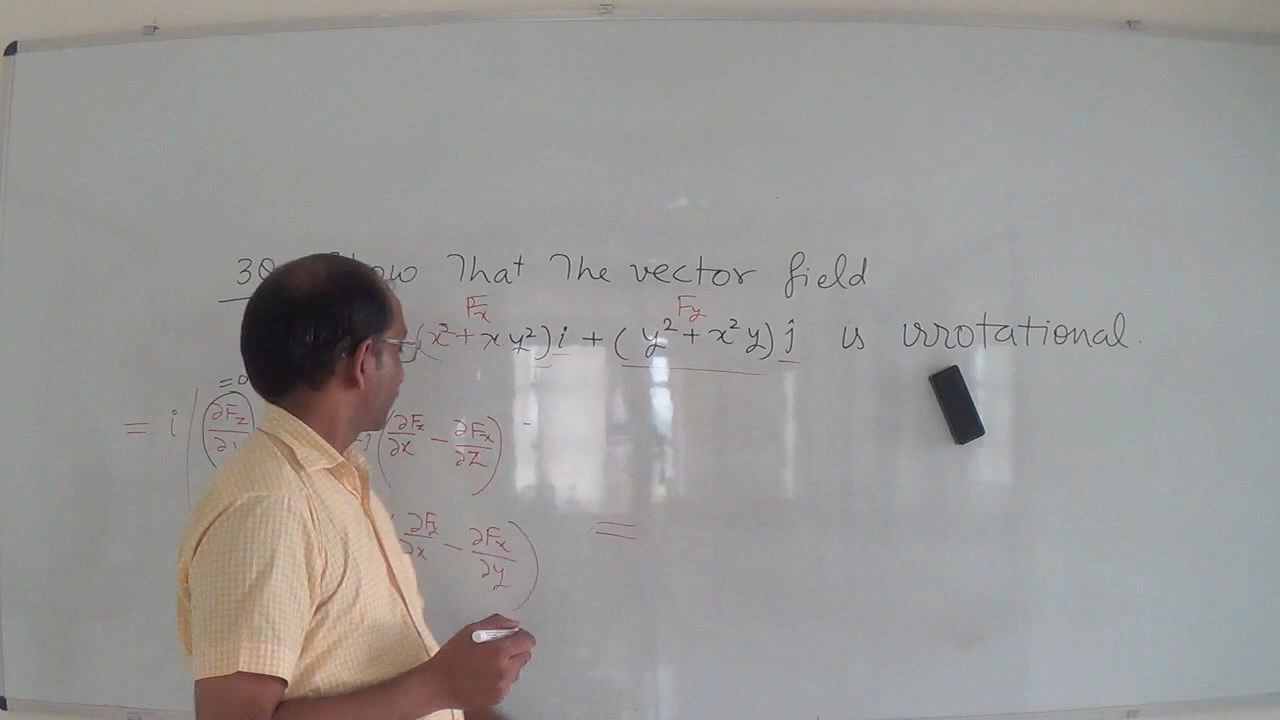 30 Show that the vector field
Fx Fy
(x² + xy²) i + (y² + x²y) ĵ is irrotational.
= 0
= i ( ∂Fz/∂y - j ( ∂Fz/∂x - ∂Fx/∂z ) -
∂Fy/∂x - ∂Fx/∂y ) =